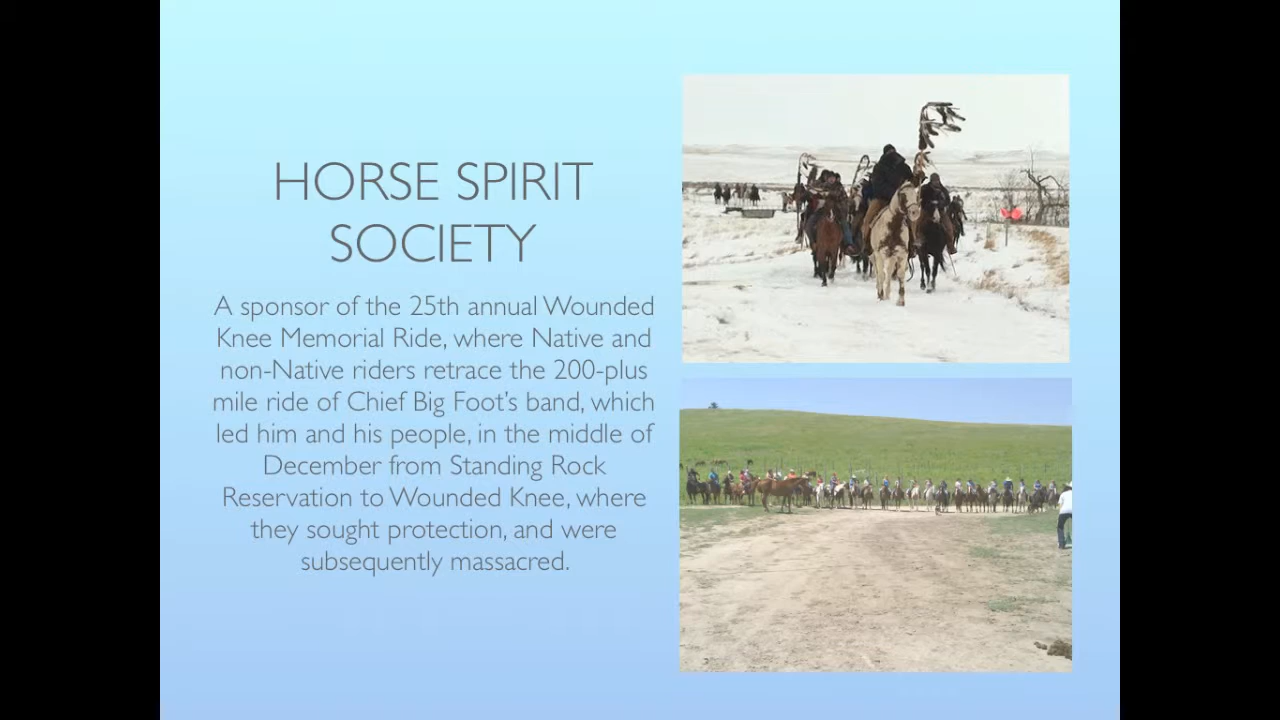 HORSE SPIRIT
SOCIETY
A sponsor of the 25th annual Wounded
Knee Memorial Ride, where Native and
non-Native riders retrace the 200-plus
mile ride of Chief Big Foot's band, which
led him and his people, in the middle of
December from Standing Rock
Reservation to Wounded Knee, where
they sought protection, and were
subsequently massacred.